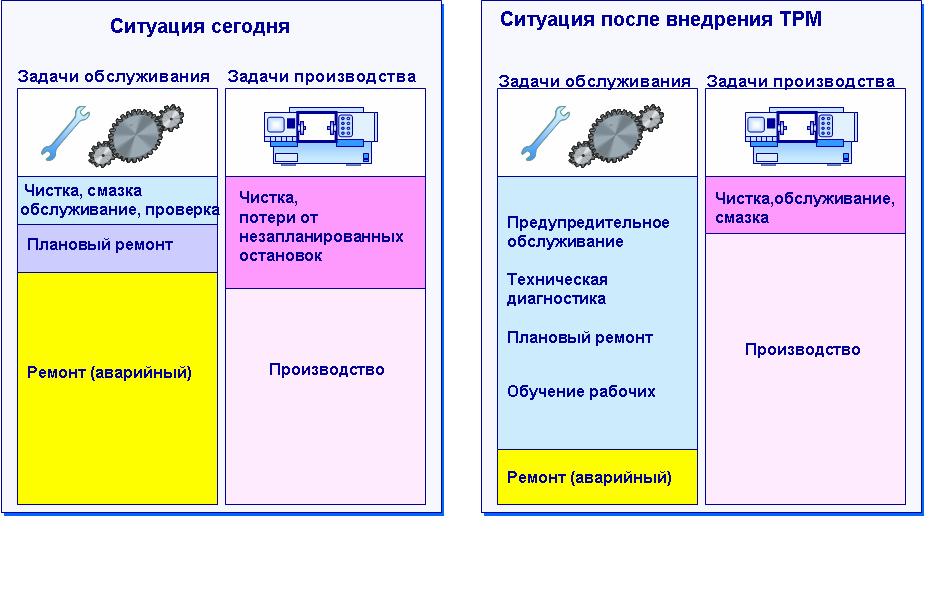 Ситуация сегодня
Задачи обслуживания
Задачи производства
Чистка, смазка
обслуживание, проверка
Плановый ремонт
Ремонт (аварийный)
Чистка,
потери от
незапланированных
остановок
Производство
Ситуация после внедрения ТРМ
Задачи обслуживания
Задачи производства
Предупредительное
обслуживание
Техническая
диагностика
Плановый ремонт
Обучение рабочих
Ремонт (аварийный)
Чистка,обслуживание,
смазка
Производство